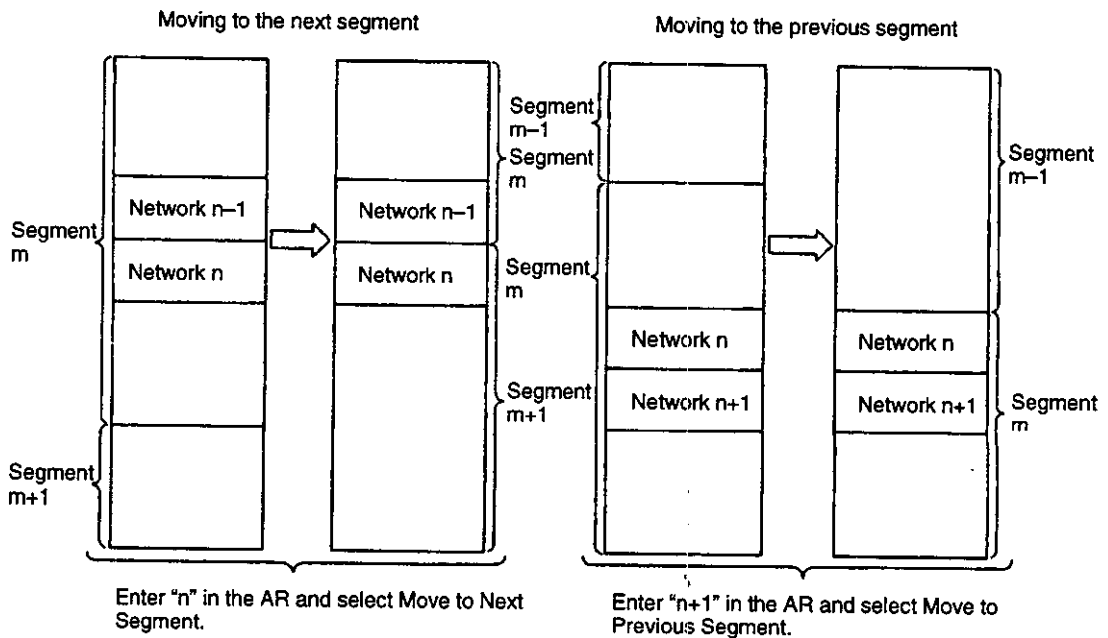 Moving to the next segment
Segment
m
Segment
m+1
Network n–1
Network n
Network n–1
Network n
Segment
m
Segment
m+1
Enter “n” in the AR and select Move to Next
Segment.
Moving to the previous segment
Segment
m–1
Segment
m
Network n
Network n+1
Network n
Network n+1
Segment
m–1
Segment
m
Enter “n+1” in the AR and select Move to
Previous Segment.